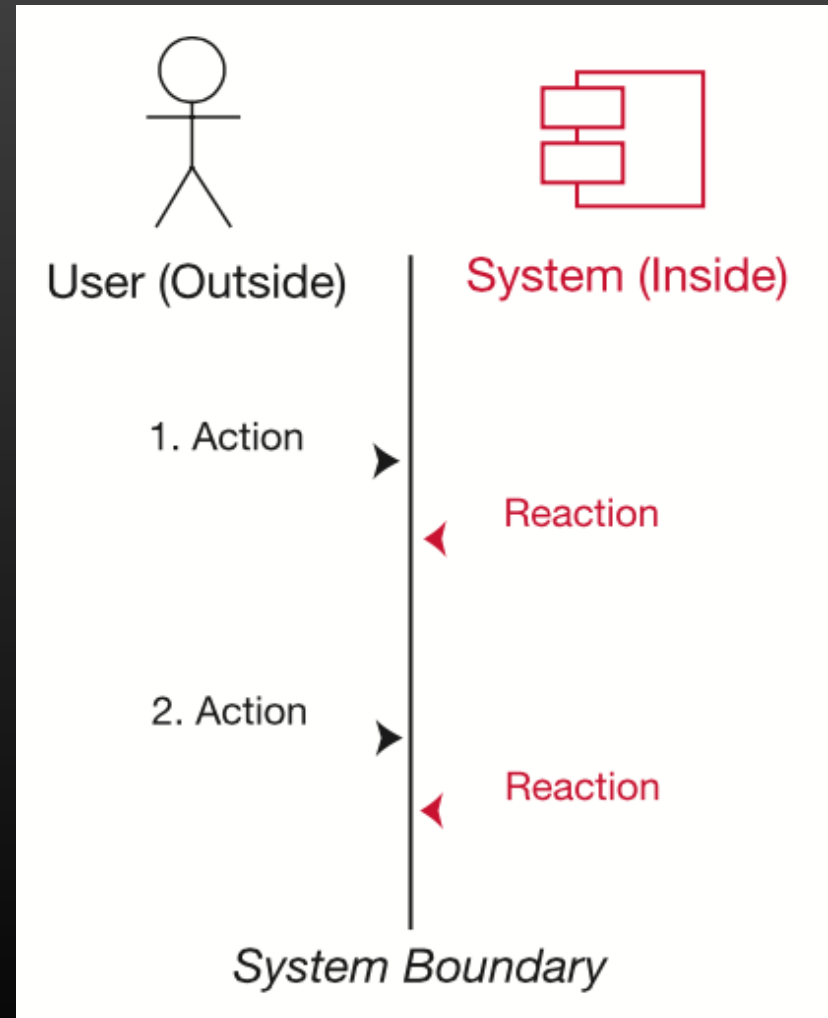 User (Outside)
System (Inside)
1. Action
Reaction
2. Action
Reaction
System Boundary